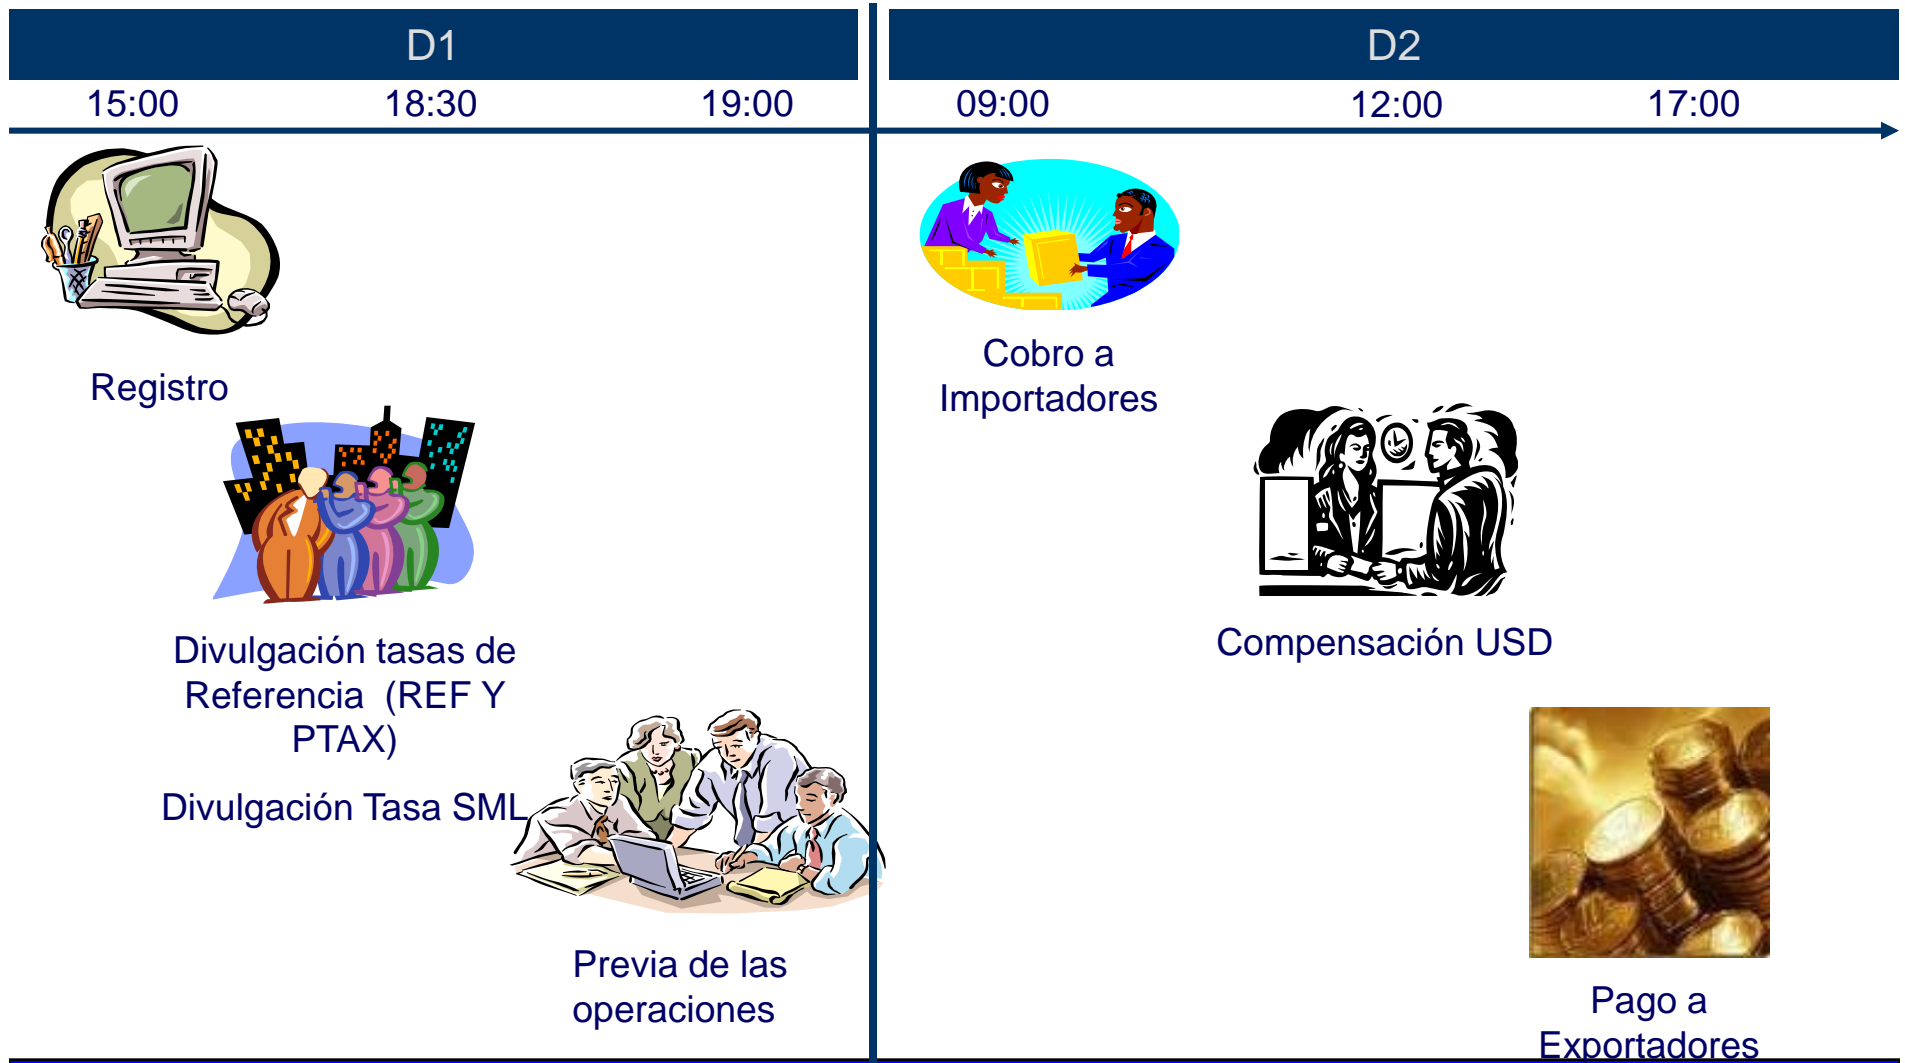 D1
D2
15:00
18:30
19:00
09:00
12:00
17:00
Registro
Cobro a
Importadores
Divulgación tasas de
Referencia (REF Y
PTAX)
Compensación USD
Divulgación Tasa SML
Previa de las
operaciones
Pago a
Exportadores